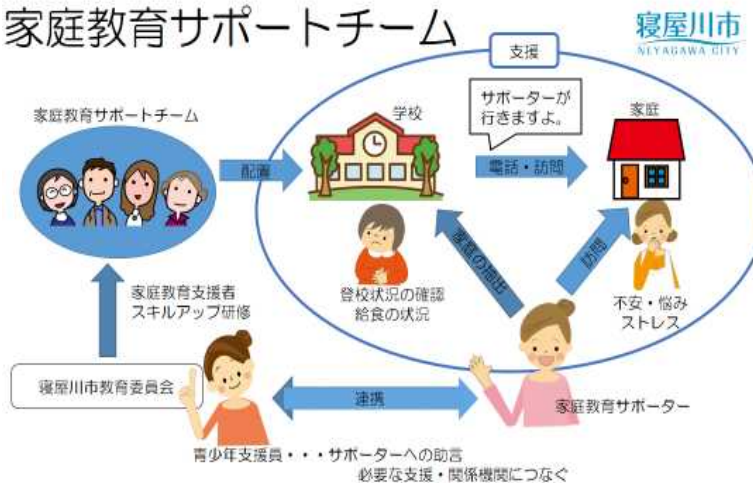 家庭教育サポートチーム
寝屋川市
NEYAGAWA CITY
支援
家庭教育サポートチーム
配置
学校
サポーターが
行きますよ。
電話・訪問
家庭
登校状況の確認
給食の状況
家庭の抽出
訪問
不安・悩み
ストレス
家庭教育支援者
スキルアップ研修
寝屋川市教育委員会
連携
家庭教育サポーター
青少年支援員・・・サポーターへの助言
必要な支援・関係機関につなぐ